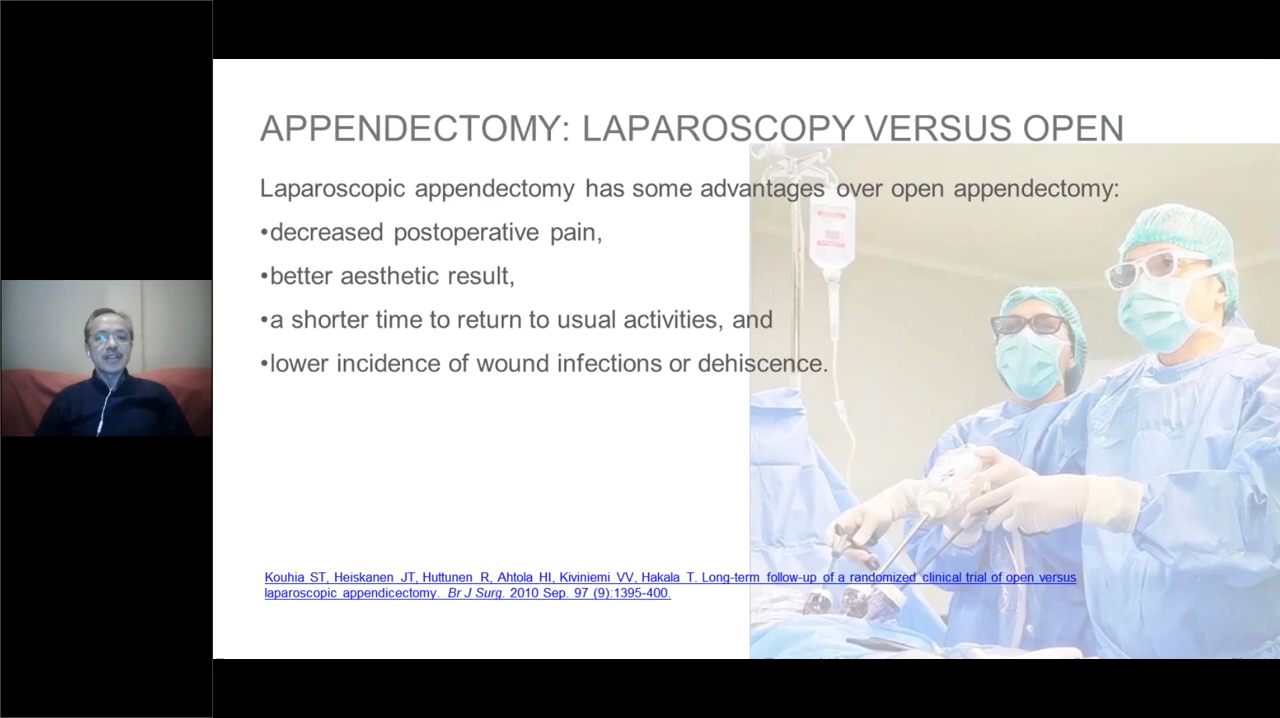 APPENDECTOMY: LAPAROSCOPY VERSUS OPEN
Laparoscopic appendectomy has some advantages over open appendectomy:
•decreased postoperative pain,
•better aesthetic result,
•a shorter time to return to usual activities, and
•lower incidence of wound infections or dehiscence.
Kouhia ST, Heiskanen JT, Huttunen R, Ahtola HI, Kiviniemi VV, Hakala T. Long-term follow-up of a randomized clinical trial of open versus
laparoscopic appendicectomy. Br J Surg. 2010 Sep. 97 (9):1395-400.